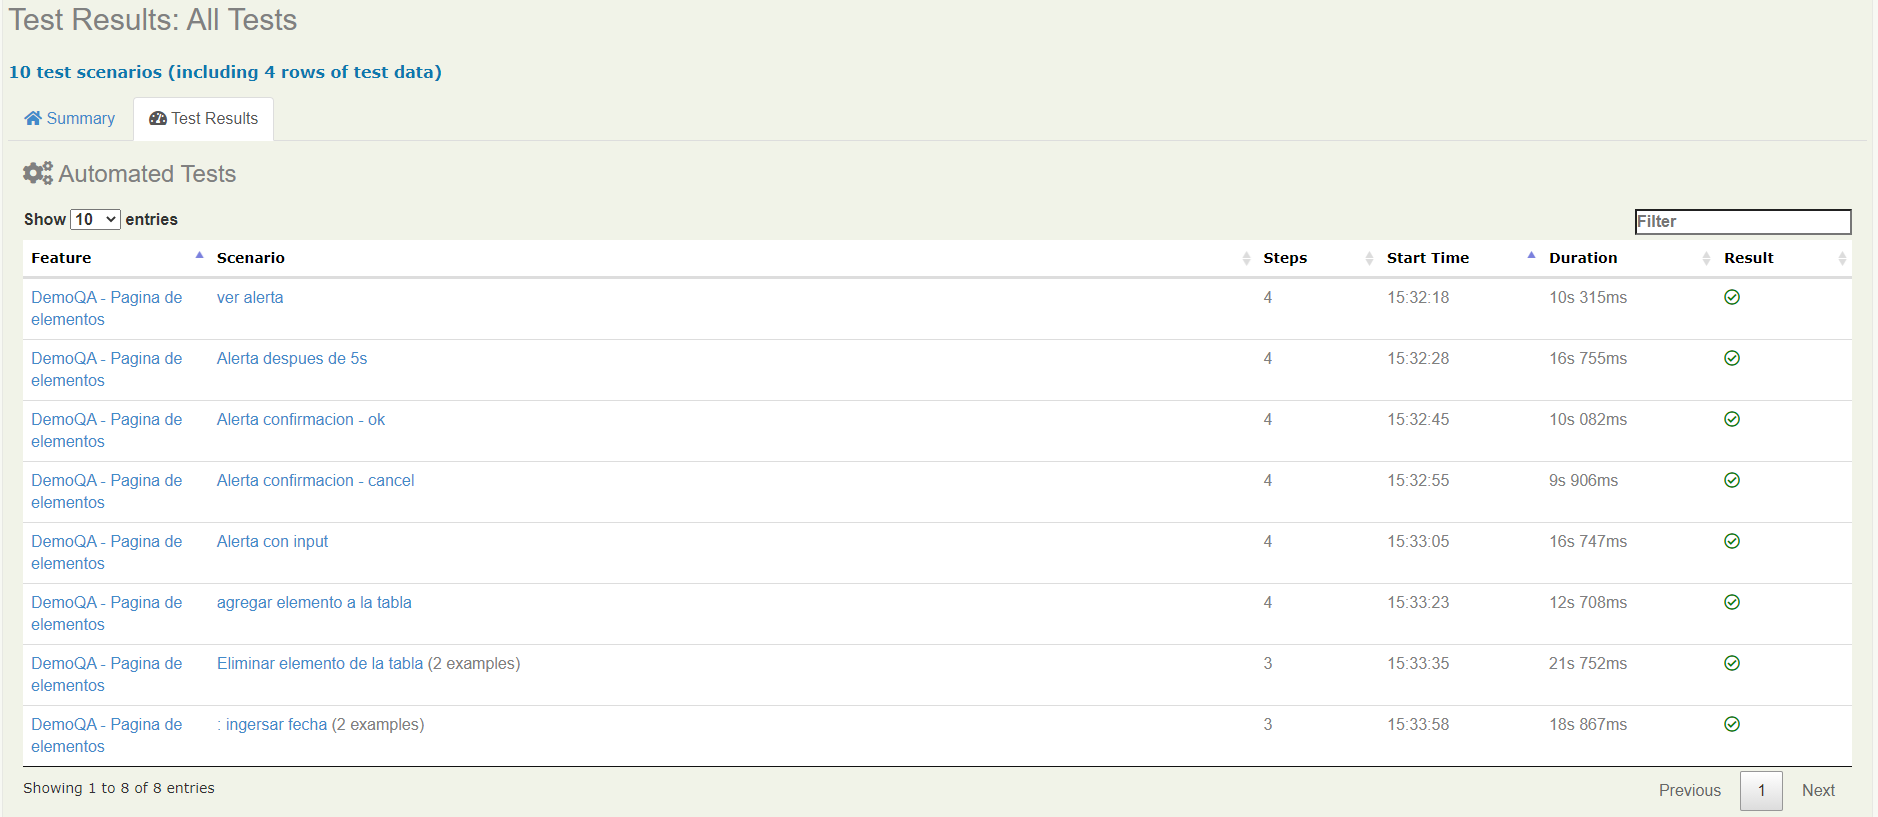 Test Results: All Tests
10 test scenarios (including 4 rows of test data)
Summary Test Results
Automated Tests
Show 10 entries Filter
Feature Scenario Steps Start Time Duration Result
DemoQA - Pagina de elementos ver alerta 4 15:32:18 10s 315ms
DemoQA - Pagina de elementos Alerta despues de 5s 4 15:32:28 16s 755ms
DemoQA - Pagina de elementos Alerta confirmacion - ok 4 15:32:45 10s 082ms
DemoQA - Pagina de elementos Alerta confirmacion - cancel 4 15:32:55 9s 906ms
DemoQA - Pagina de elementos Alerta con input 4 15:33:05 16s 747ms
DemoQA - Pagina de elementos agregar elemento a la tabla 4 15:33:23 12s 708ms
DemoQA - Pagina de elementos Eliminar elemento de la tabla (2 examples) 3 15:33:35 21s 752ms
DemoQA - Pagina de elementos : ingersar fecha (2 examples) 3 15:33:58 18s 867ms
Showing 1 to 8 of 8 entries Previous 1 Next